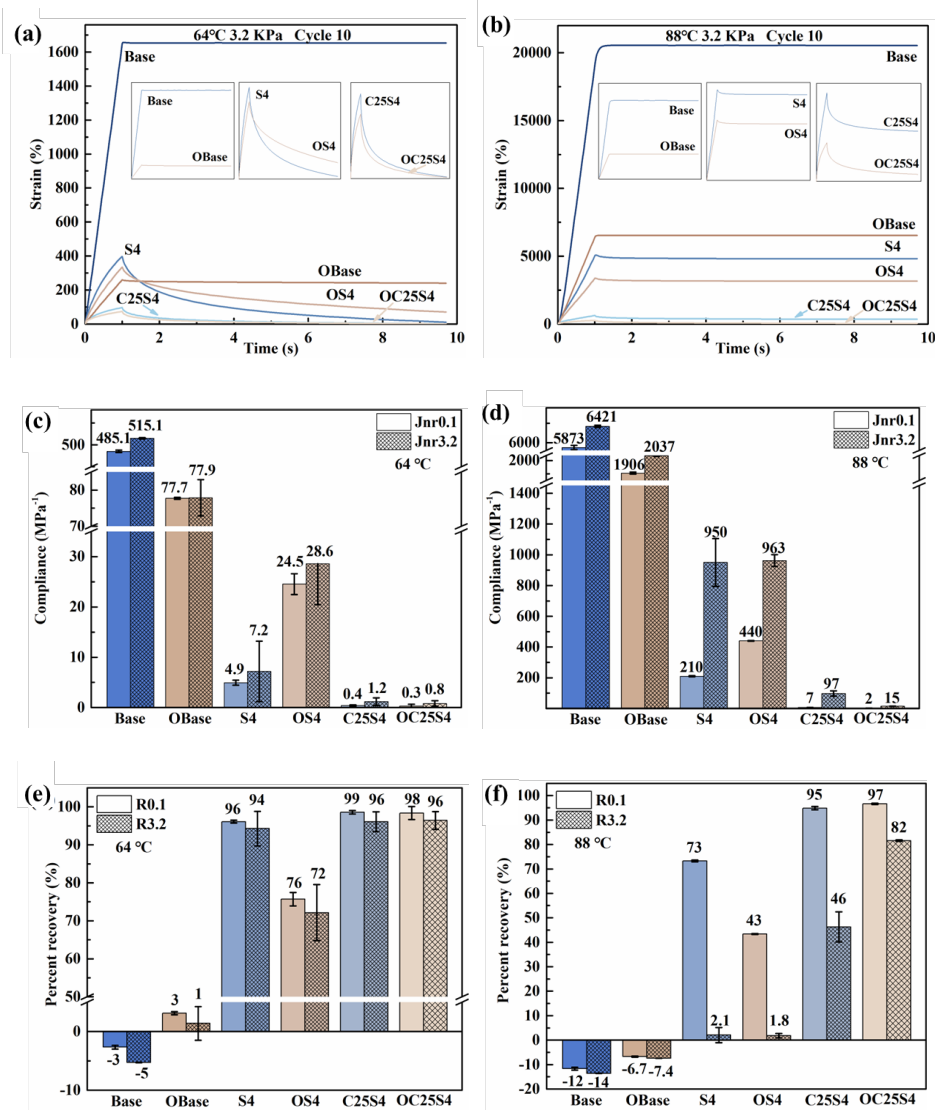 (a)
64℃ 3.2 KPa Cycle 10
1600
1400
1200
1000
800
600
400
200
0
Strain (%)
Base
Base
OBase
S4
OS4
C25S4
OC25S4
S4
OBase
OS4
OC25S4
C25S4
0 2 4 6 8 10
Time (s)
(b)
88℃ 3.2 KPa Cycle 10
20000
15000
10000
5000
0
Strain (%)
Base
Base
OBase
S4
OS4
C25S4
OC25S4
OBase
S4
OS4
C25S4
OC25S4
0 2 4 6 8 10
Time (s)
(c)
Jnr0.1
Jnr3.2
64 ℃
500
80
70
30
20
10
0
Compliance (MPa⁻¹)
485.1 515.1
77.7 77.9
4.9 7.2
24.5 28.6
0.4 1.2
0.3 0.8
Base OBase S4 OS4 C25S4 OC25S4
(d)
Jnr0.1
Jnr3.2
88 ℃
6000
2000
1400
1200
1000
800
600
400
200
Compliance (MPa⁻¹)
5873 6421
1906 2037
210 950
440 963
7 97
2 15
Base OBase S4 OS4 C25S4 OC25S4
(e)
R0.1
R3.2
64 ℃
100
90
80
70
60
50
0
-10
Percent recovery (%)
-3 -5
3 1
96 94
76 72
99 96
98 96
Base OBase S4 OS4 C25S4 OC25S4
(f)
R0.1
R3.2
88 ℃
100
90
80
70
60
50
40
30
20
10
0
-10
-20
Percent recovery (%)
-12 -14
-6.7 -7.4
73 2.1
43 1.8
95 46
97 82
Base OBase S4 OS4 C25S4 OC25S4